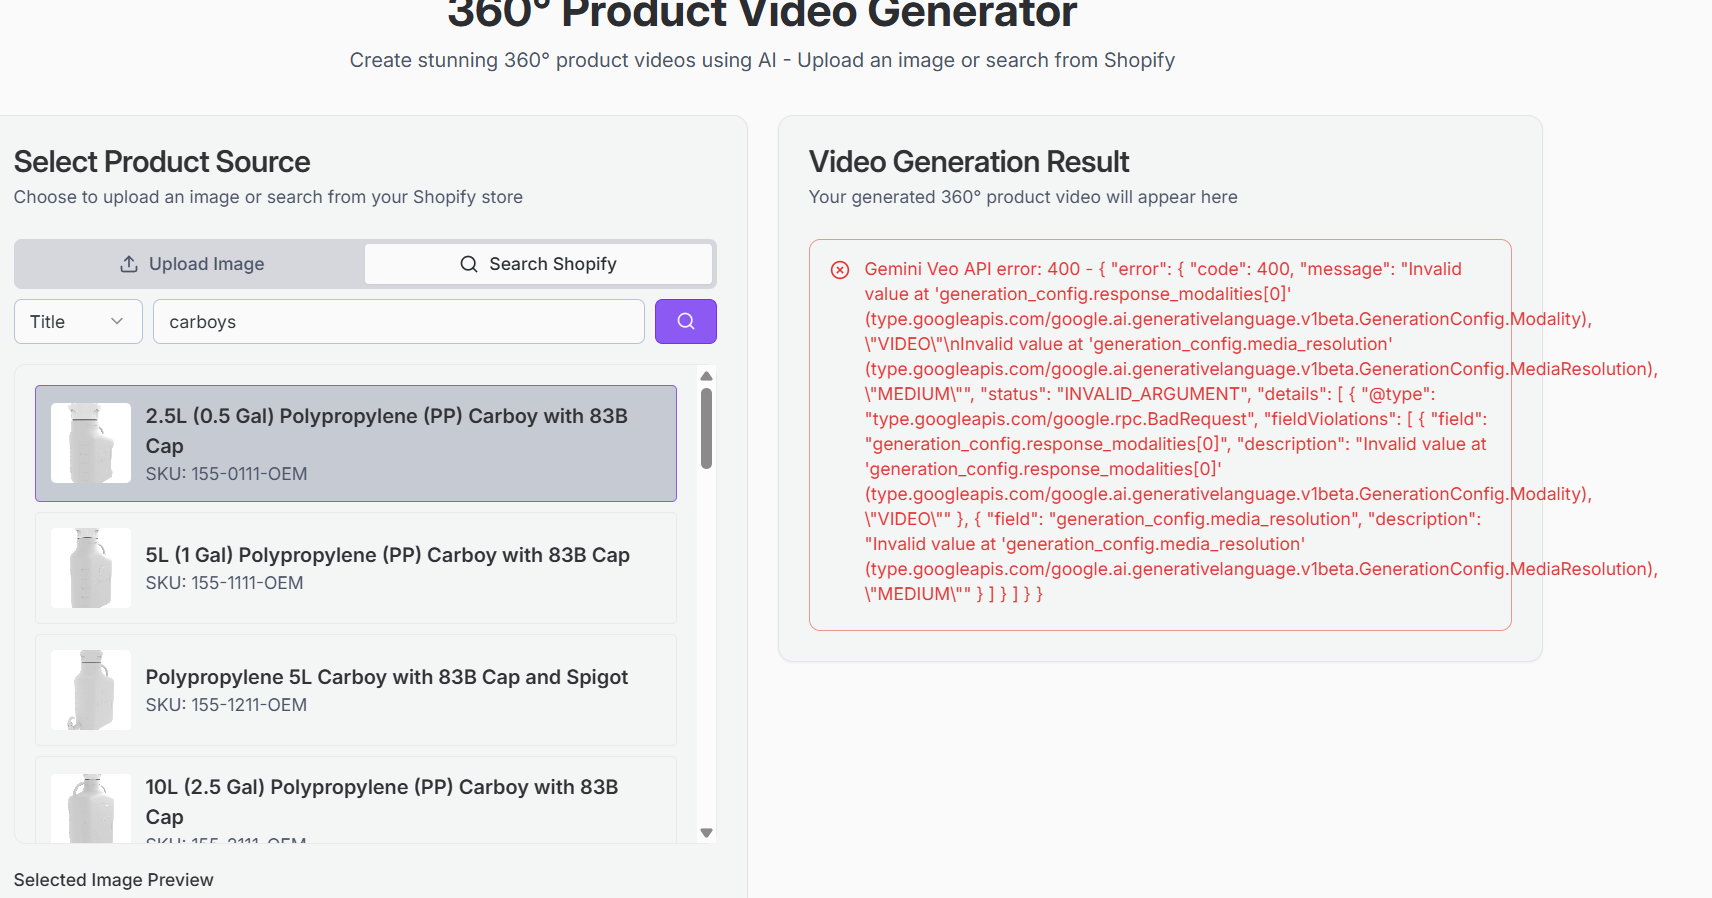 360° Product Video Generator
Create stunning 360° product videos using AI - Upload an image or search from Shopify
Select Product Source
Choose to upload an image or search from your Shopify store
Upload Image
Search Shopify
Title
carboys
2.5L (0.5 Gal) Polypropylene (PP) Carboy with 83B
Cap
SKU: 155-0111-OEM
5L (1 Gal) Polypropylene (PP) Carboy with 83B Cap
SKU: 155-1111-OEM
Polypropylene 5L Carboy with 83B Cap and Spigot
SKU: 155-1211-OEM
10L (2.5 Gal) Polypropylene (PP) Carboy with 83B
Cap
SKU: 155-2111-OEM
Selected Image Preview
Video Generation Result
Your generated 360° product video will appear here
Gemini Veo API error: 400 - { "error": { "code": 400, "message": "Invalid
value at 'generation_config.response_modalities[0]'
(type.googleapis.com/google.ai.generativelanguage.v1beta.GenerationConfig.Modality),
\"VIDEO\"\nInvalid value at 'generation_config.media_resolution'
(type.googleapis.com/google.ai.generativelanguage.v1beta.GenerationConfig.MediaResolution),
\"MEDIUM\"", "status": "INVALID_ARGUMENT", "details": [ { "@type":
"type.googleapis.com/google.rpc.BadRequest", "fieldViolations": [ { "field":
"generation_config.response_modalities[0]", "description": "Invalid value at
'generation_config.response_modalities[0]'
(type.googleapis.com/google.ai.generativelanguage.v1beta.GenerationConfig.Modality),
\"VIDEO\"" }, { "field": "generation_config.media_resolution", "description":
"Invalid value at 'generation_config.media_resolution'
(type.googleapis.com/google.ai.generativelanguage.v1beta.GenerationConfig.MediaResolution),
\"MEDIUM\"" } ] } ] } }